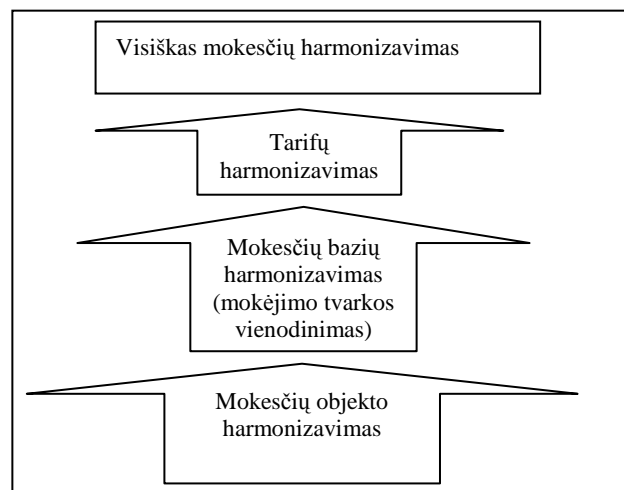 Visiškas mokesčių harmonizavimas
Tarifų
harmonizavimas
Mokesčių bazių
harmonizavimas
(mokėjimo tvarkos
vienodinimas)
Mokesčių objekto
harmonizavimas